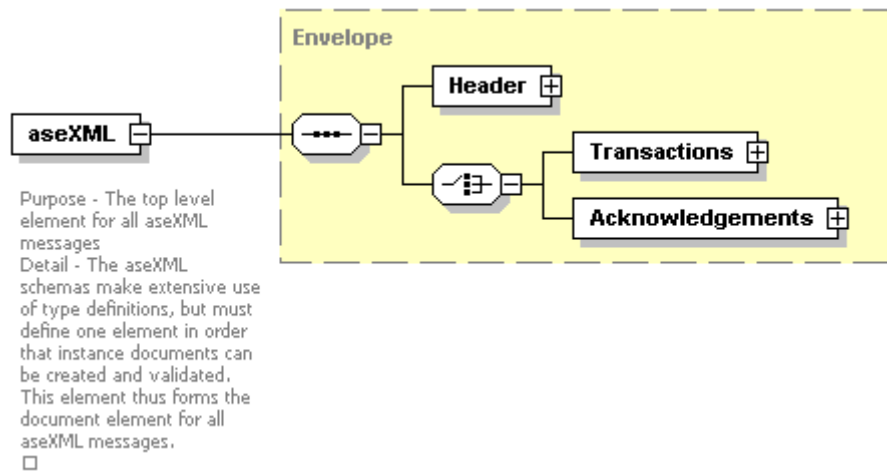 Envelope
Header
aseXML
Transactions
Acknowledgements
Purpose - The top level
element for all aseXML
messages
Detail - The aseXML
schemas make extensive use
of type definitions, but must
define one element in order
that instance documents can
be created and validated.
This element thus forms the
document element for all
aseXML messages.